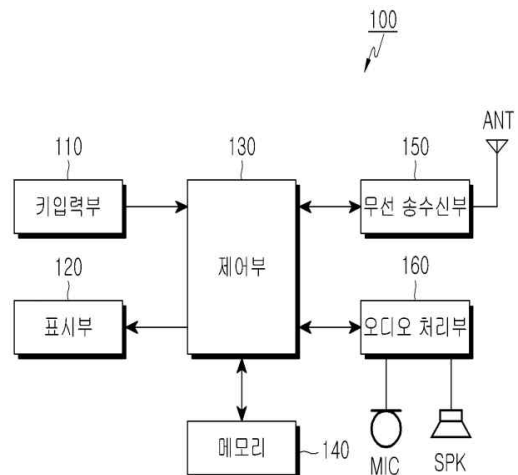 100
ANT
110
130
150
키입력부
제어부
무선 송수신부
120
160
표시부
오디오 처리부
메모리
140
MIC
SPK